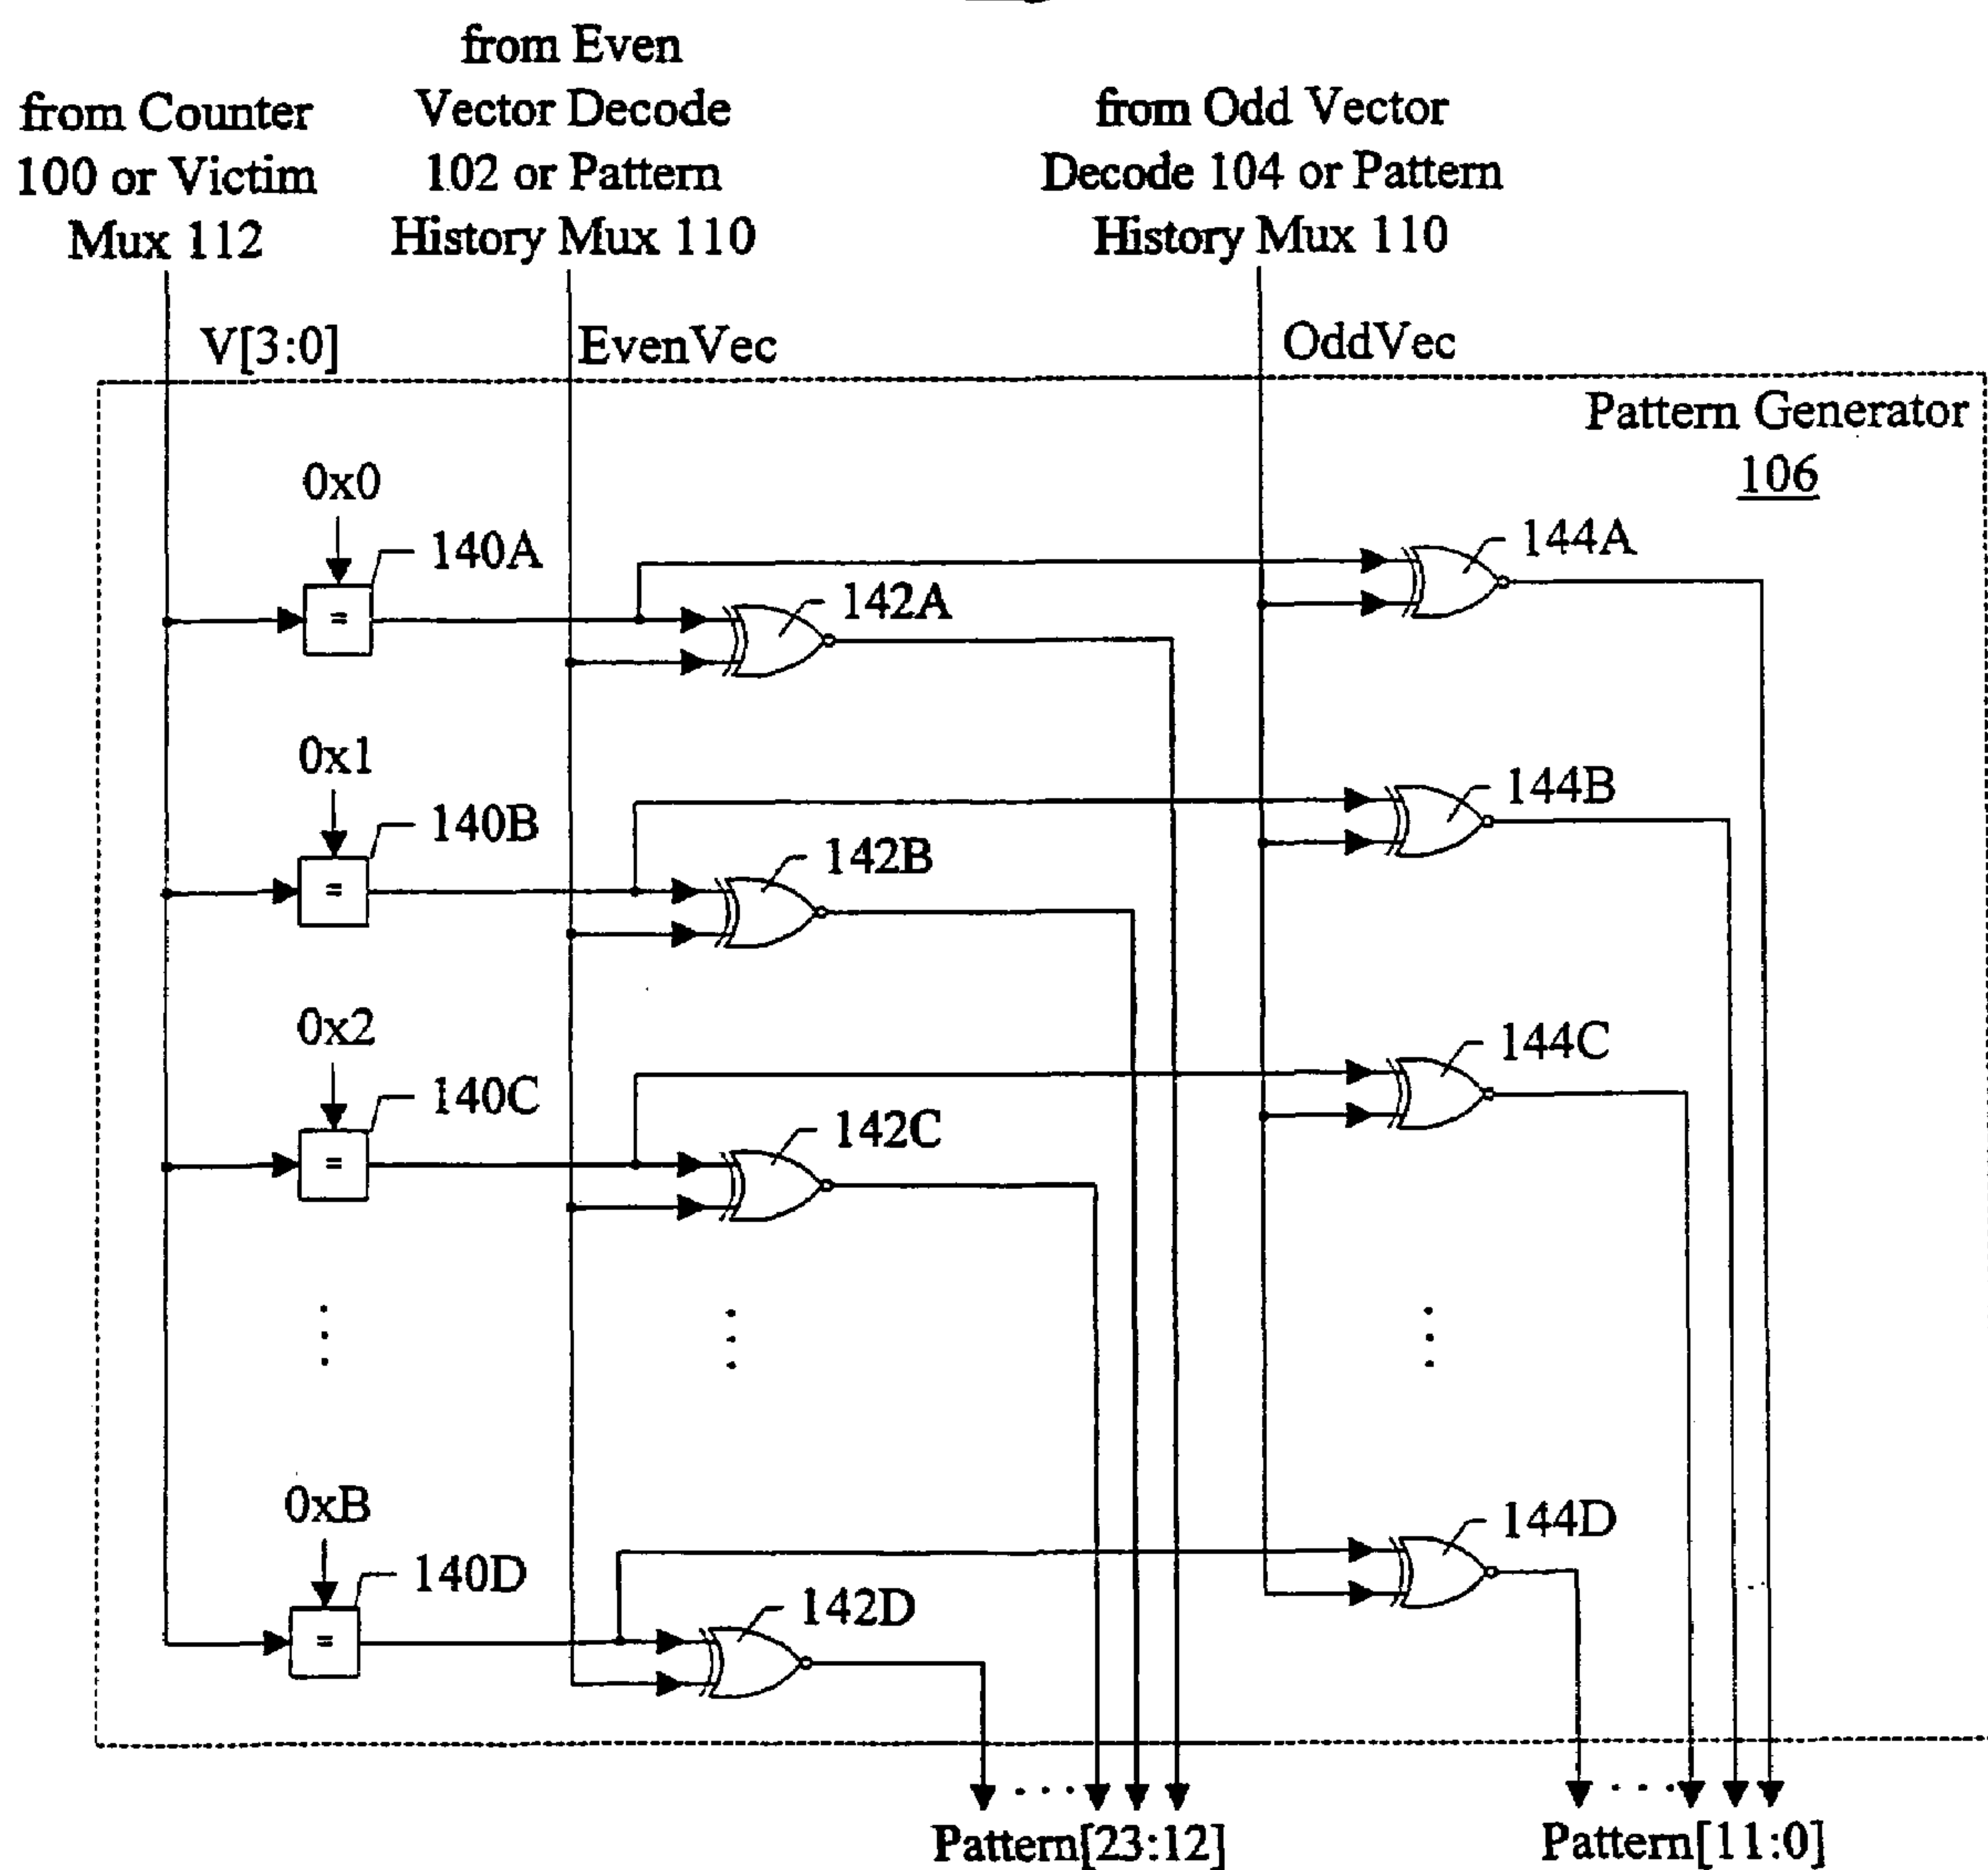 from Counter
100 or Victim
Mux 112
from Even
Vector Decode
102 or Pattern
History Mux 110
from Odd Vector
Decode 104 or Pattern
History Mux 110
V[3:0]
EvenVec
OddVec
Pattern Generator
106
0x0
140A
=
142A
144A
0x1
140B
=
142B
144B
0x2
140C
=
142C
144C
0xB
140D
=
142D
144D
Pattern[23:12]
Pattern[11:0]